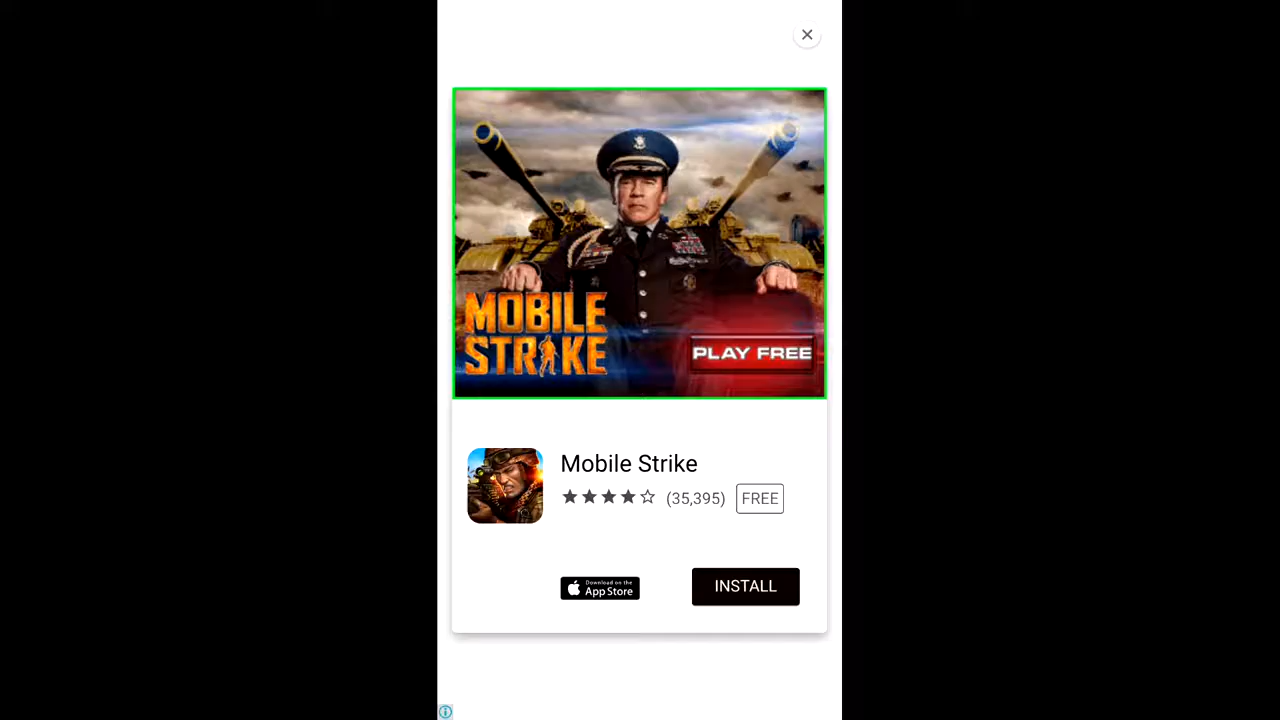 MOBILE
STRIKE
PLAY FREE
Mobile Strike
(35,395) FREE
Download on the
App Store
INSTALL